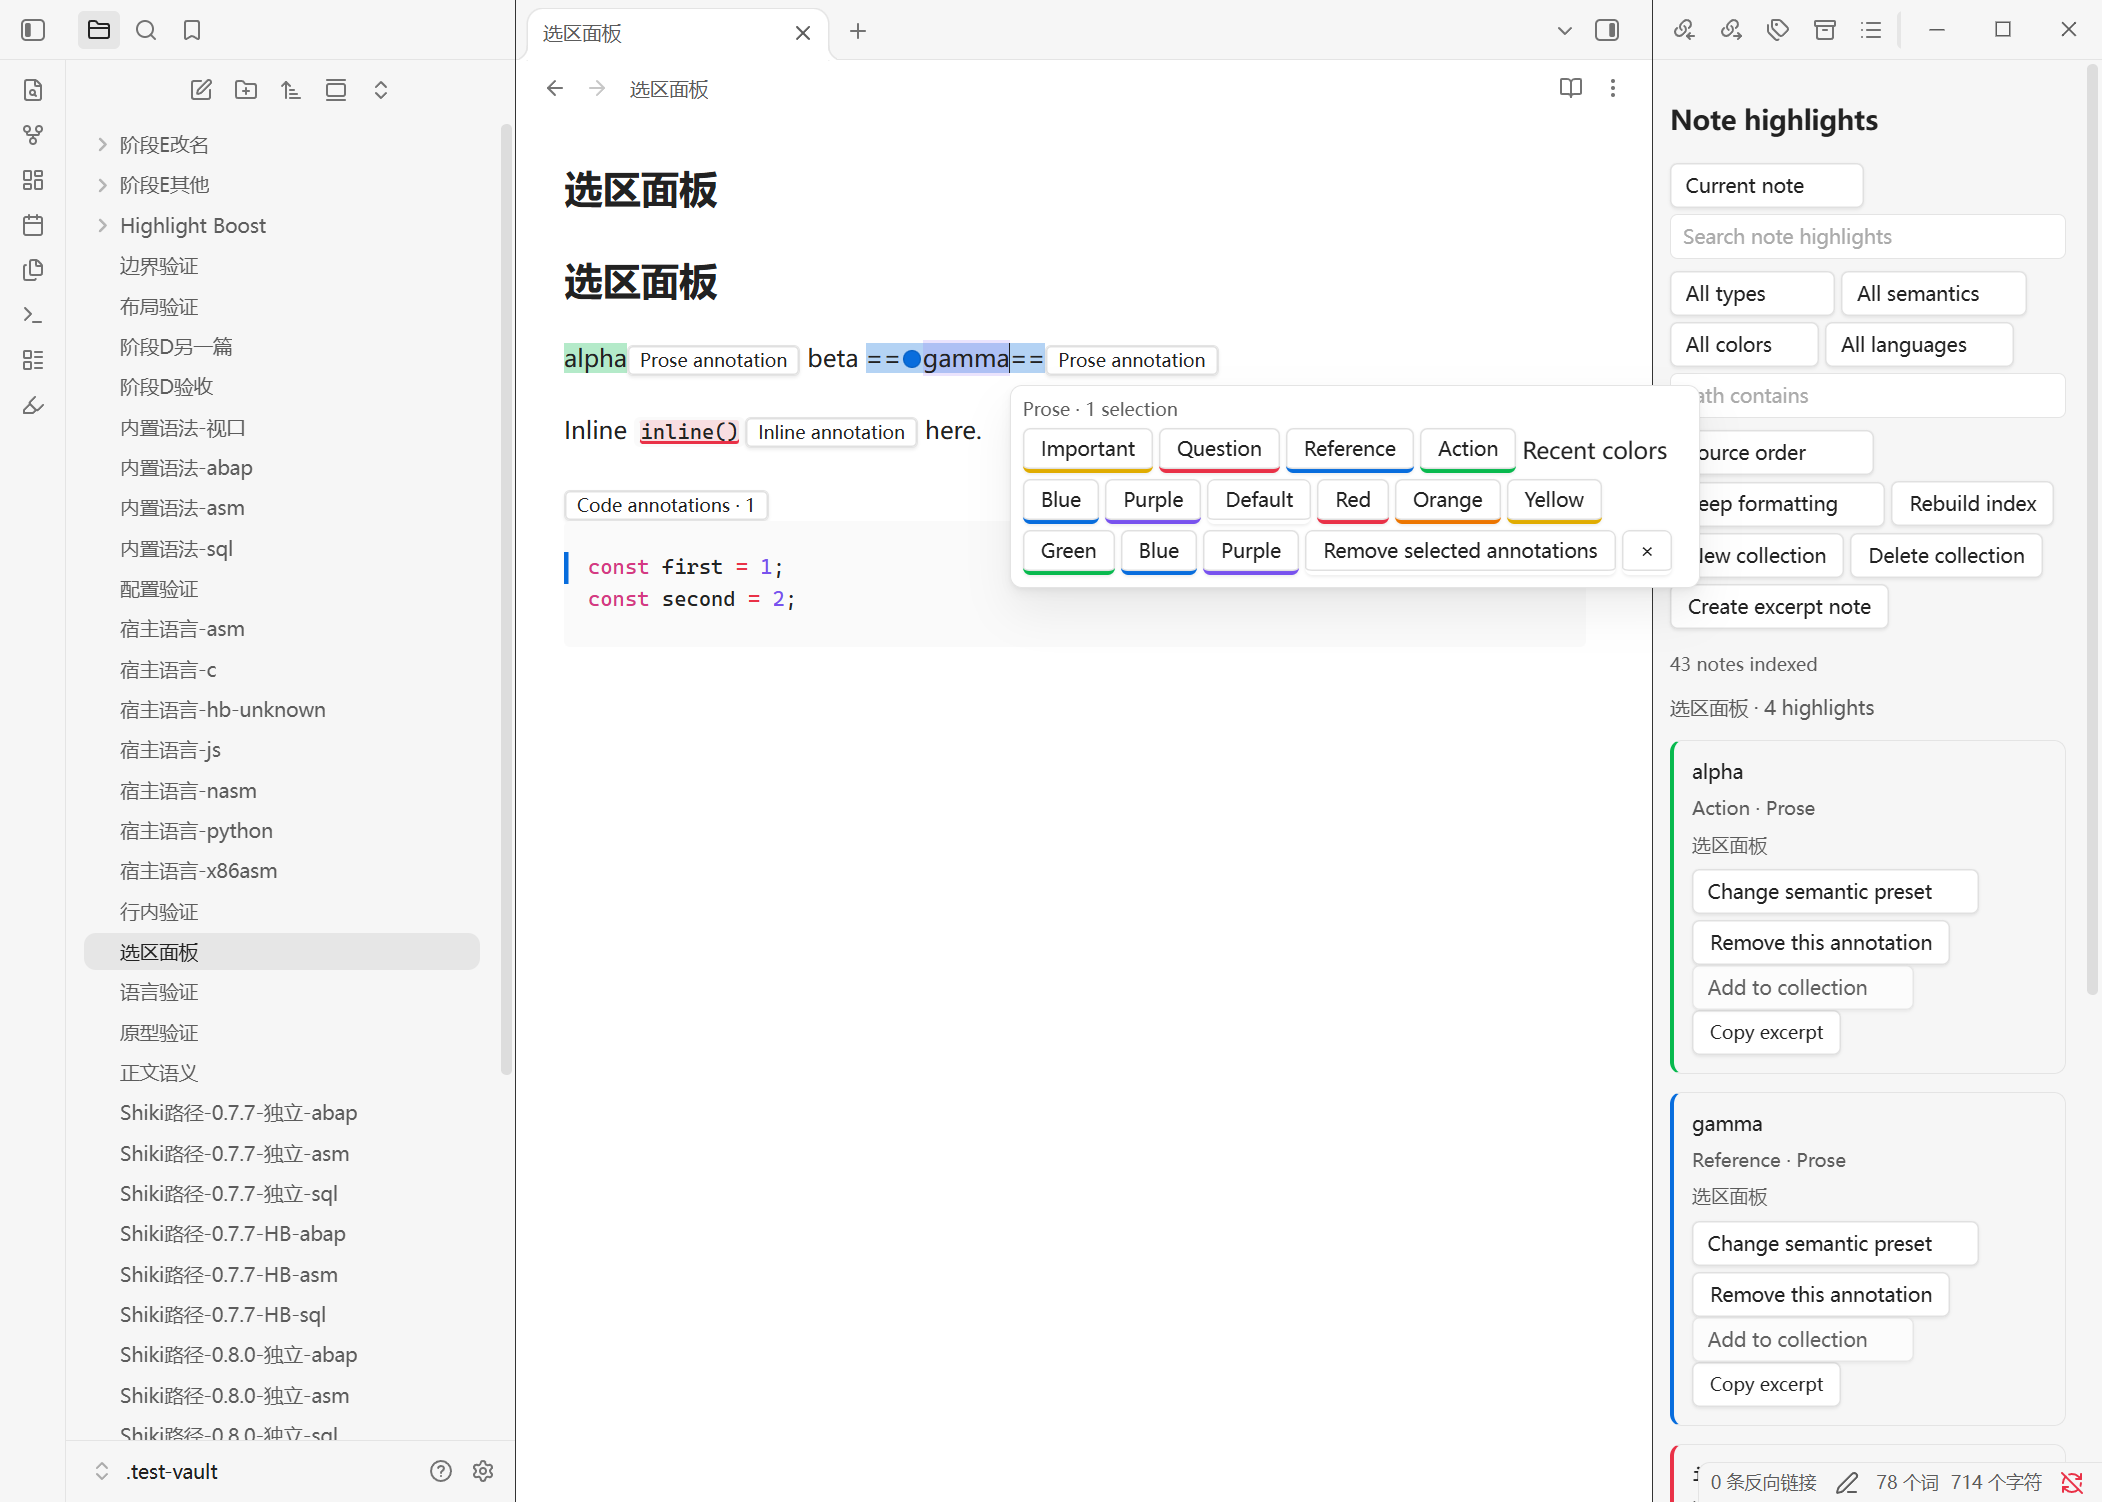 选区面板
选区面板
阶段E改名
阶段E其他
Highlight Boost
边界验证
布局验证
阶段D另一篇
阶段D验收
内置语法-视口
内置语法-abap
内置语法-asm
内置语法-sql
配置验证
宿主语言-asm
宿主语言-c
宿主语言-hb-unknown
宿主语言-js
宿主语言-nasm
宿主语言-python
宿主语言-x86asm
行内验证
选区面板
语言验证
原型验证
正文语义
Shiki路径-0.7.7-独立-abap
Shiki路径-0.7.7-独立-asm
Shiki路径-0.7.7-独立-sql
Shiki路径-0.7.7-HB-abap
Shiki路径-0.7.7-HB-asm
Shiki路径-0.7.7-HB-sql
Shiki路径-0.8.0-独立-abap
Shiki路径-0.8.0-独立-asm
Shiki路径-0.8.0-独立-sql
.test-vault
选区面板
选区面板
alpha Prose annotation beta ==gamma== Prose annotation
Inline inline() Inline annotation here.
Code annotations · 1
const first = 1;
const second = 2;
Prose · 1 selection
Important Question Reference Action Recent colors
Blue Purple Default Red Orange Yellow
Green Blue Purple Remove selected annotations ×
Note highlights
Current note
Search note highlights
All types All semantics
All colors All languages
ath contains
ource order
eep formatting Rebuild index
ew collection Delete collection
Create excerpt note
43 notes indexed
选区面板 · 4 highlights
alpha
Action · Prose
选区面板
Change semantic preset
Remove this annotation
Add to collection
Copy excerpt
gamma
Reference · Prose
选区面板
Change semantic preset
Remove this annotation
Add to collection
Copy excerpt
0 条反向链接 78 个词 714 个字符